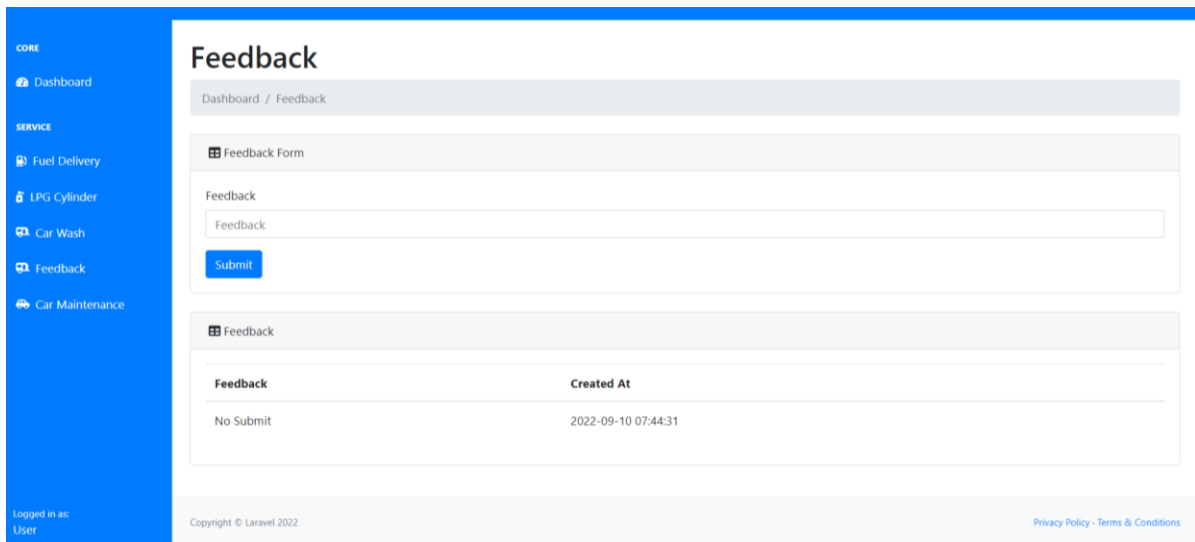 CORE
Dashboard
SERVICE
Fuel Delivery
LPG Cylinder
Car Wash
Feedback
Car Maintenance
Logged in as:
User
Feedback
Dashboard / Feedback
Feedback Form
Feedback
Feedback
Submit
Feedback
Feedback Created At
No Submit 2022-09-10 07:44:31
Copyright © Laravel 2022 Privacy Policy · Terms & Conditions